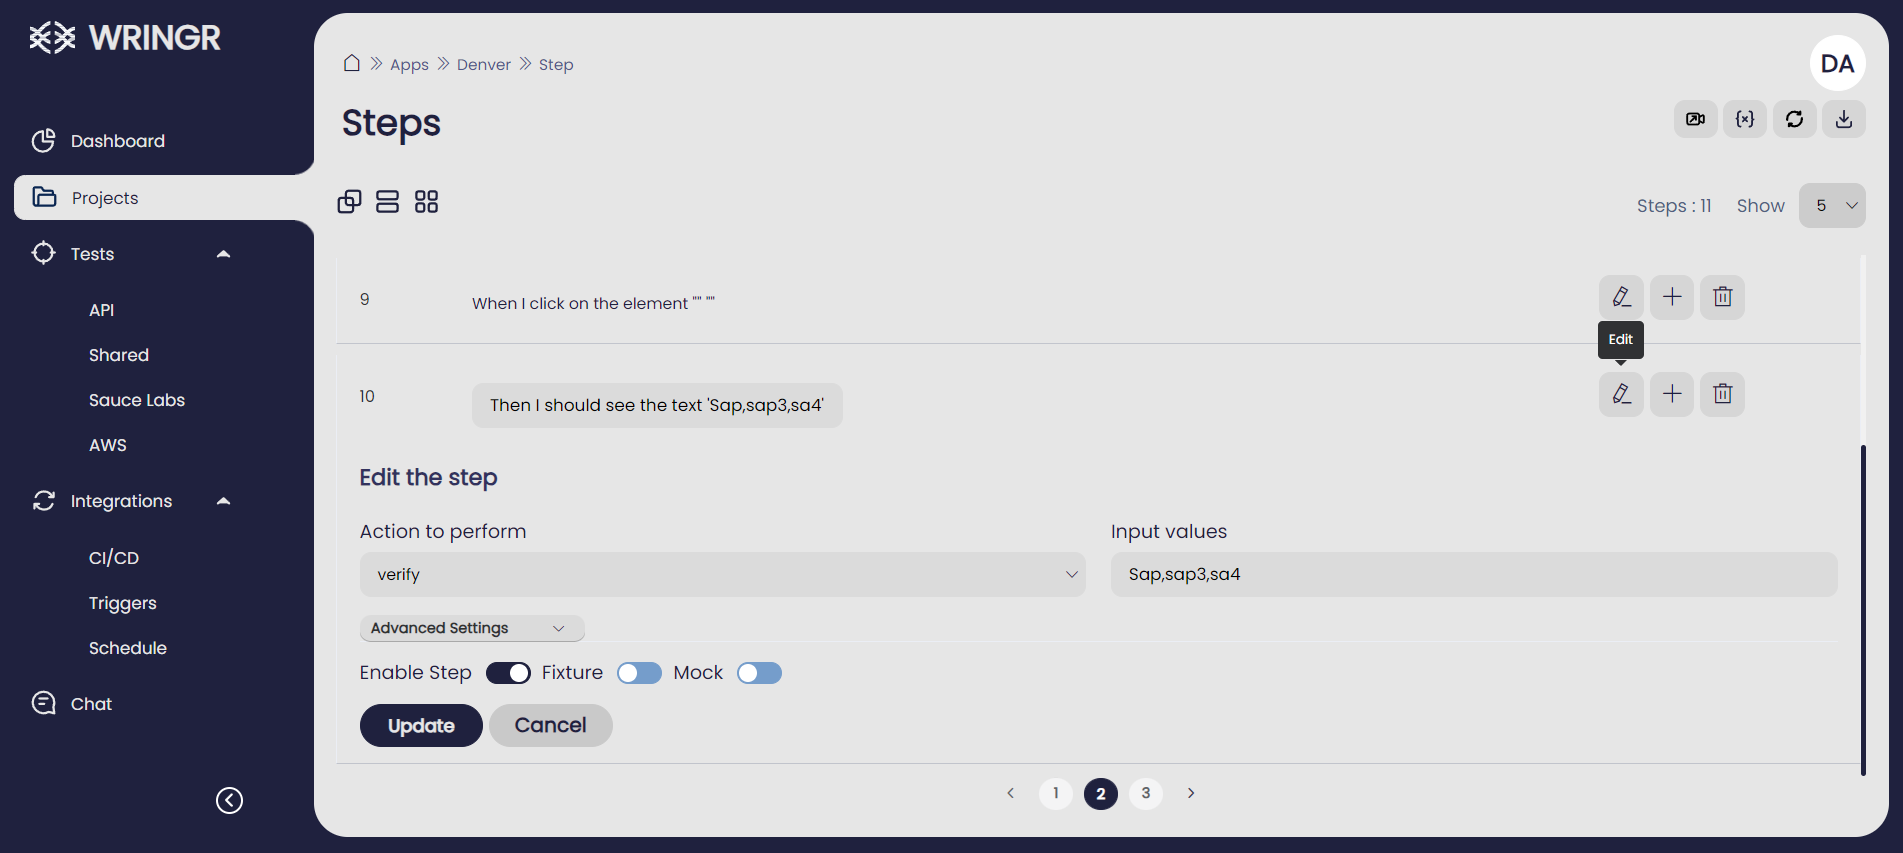 WRINGR
Dashboard
Projects
Tests
API
Shared
Sauce Labs
AWS
Integrations
CI/CD
Triggers
Schedule
Chat
Apps Denver Step
DA
Steps
{x}
Steps : 11 Show 5
9 When I click on the element "" ""
Edit
10 Then I should see the text 'Sap,sap3,sa4'
Edit the step
Action to perform Input values
verify Sap,sap3,sa4
Advanced Settings
Enable Step Fixture Mock
Update Cancel
1 2 3